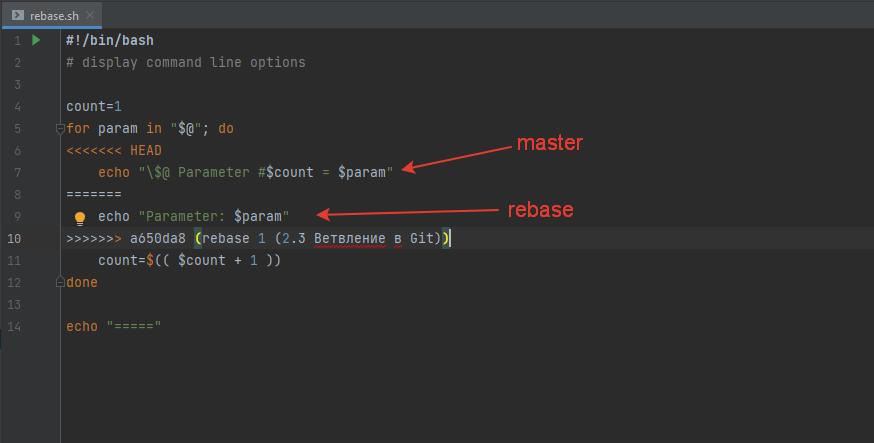 rebase.sh
1 #!/bin/bash
2 # display command line options
3
4 count=1
5 for param in "$@"; do
6 <<<<<<< HEAD
master
7 echo "\$@ Parameter #$count = $param"
8 =======
rebase
9 echo "Parameter: $param"
10 >>>>>>> a650da8 (rebase 1 (2.3 Ветвление в Git))
11 count=$(( $count + 1 ))
12 done
13
14 echo "====="